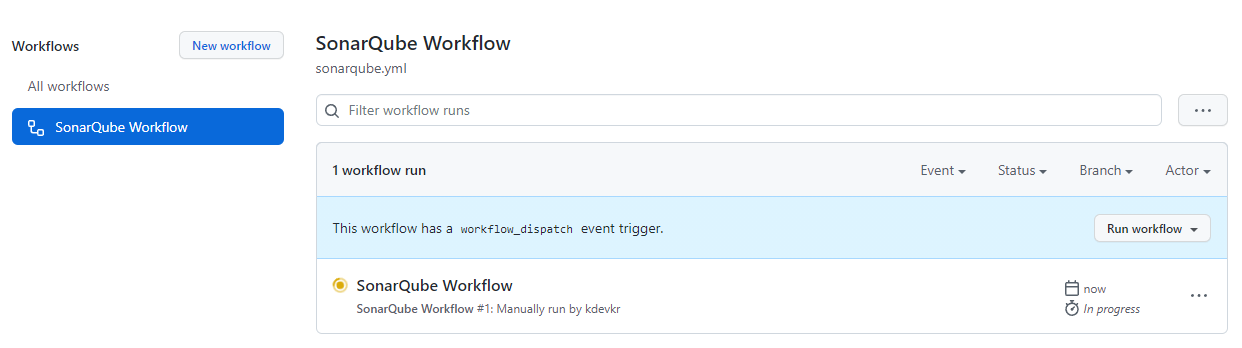 Workflows
New workflow
All workflows
SonarQube Workflow
SonarQube Workflow
sonarqube.yml
Filter workflow runs
1 workflow run
Event
Status
Branch
Actor
This workflow has a workflow_dispatch event trigger.
Run workflow
SonarQube Workflow
SonarQube Workflow #1: Manually run by kdevkr
now
In progress